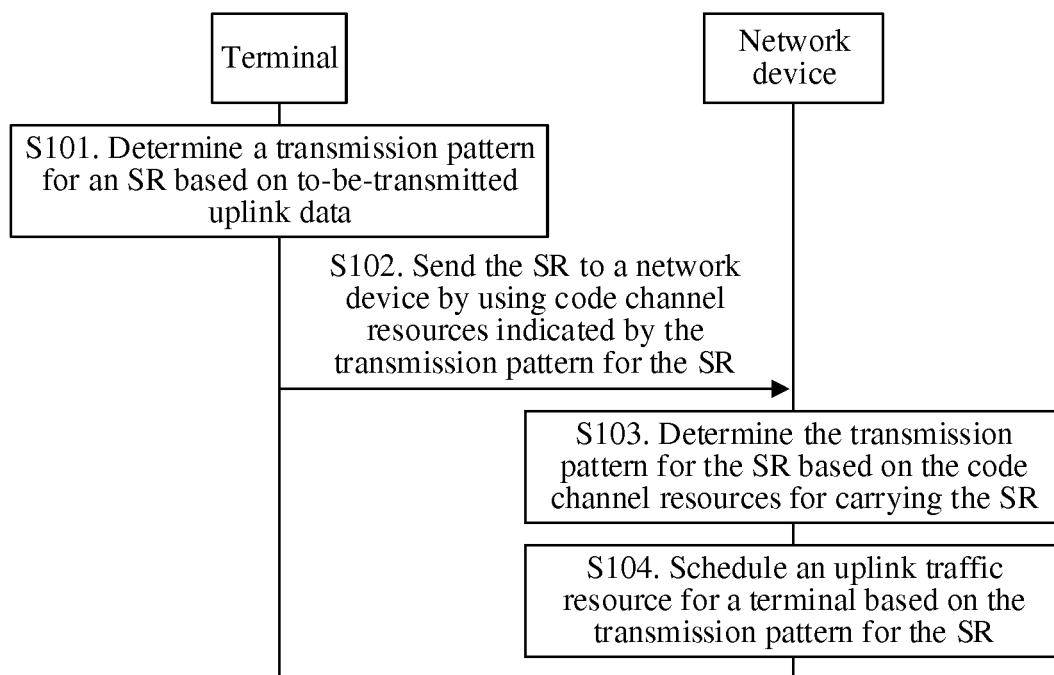 Terminal
Network
device
S101. Determine a transmission pattern
for an SR based on to-be-transmitted
uplink data
S102. Send the SR to a network
device by using code channel
resources indicated by the
transmission pattern for the SR
S103. Determine the transmission
pattern for the SR based on the code
channel resources for carrying the SR
S104. Schedule an uplink traffic
resource for a terminal based on the
transmission pattern for the SR